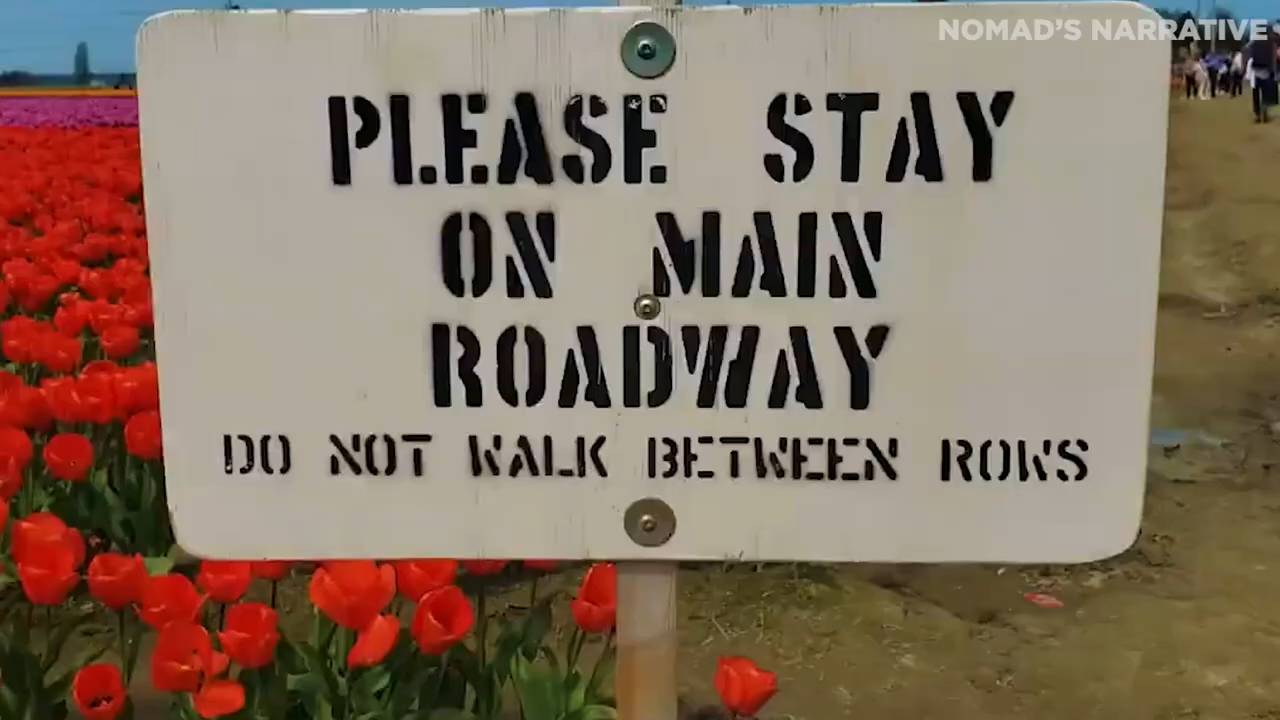 NOMAD'S NARRATIVE
PLEASE STAY
ON MAIN
ROADWAY
DO NOT WALK BETWEEN ROWS